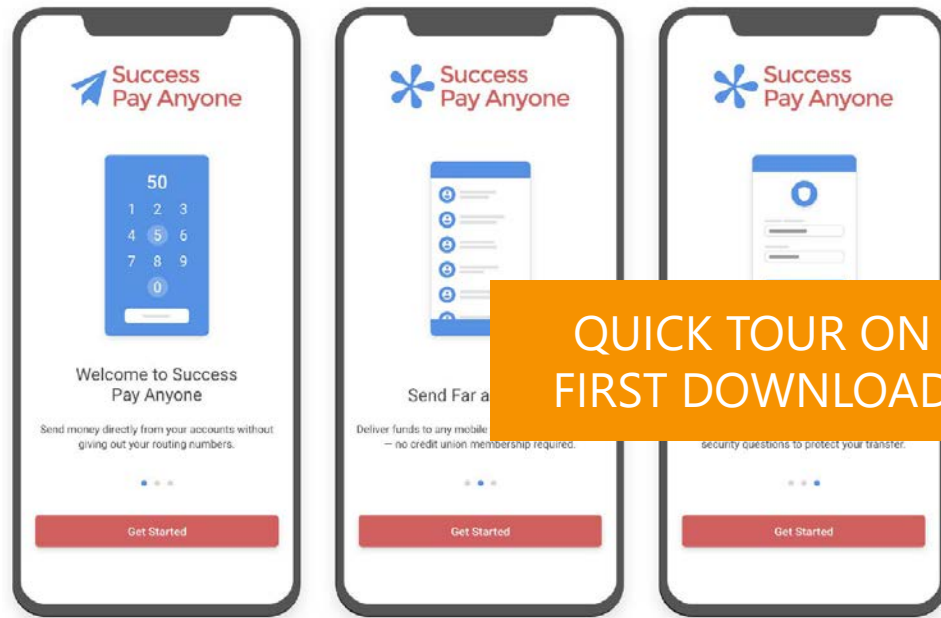 Success
Pay Anyone
50
1 2 3
4 5 6
7 8 9
0
Welcome to Success
Pay Anyone
Send money directly from your accounts without
giving out your routing numbers.
Get Started
Success
Pay Anyone
Send Far a
Deliver funds to any mobile
— no credit union membership required.
Get Started
Success
Pay Anyone
security questions to protect your transfer.
Get Started
QUICK TOUR ON
FIRST DOWNLOAD